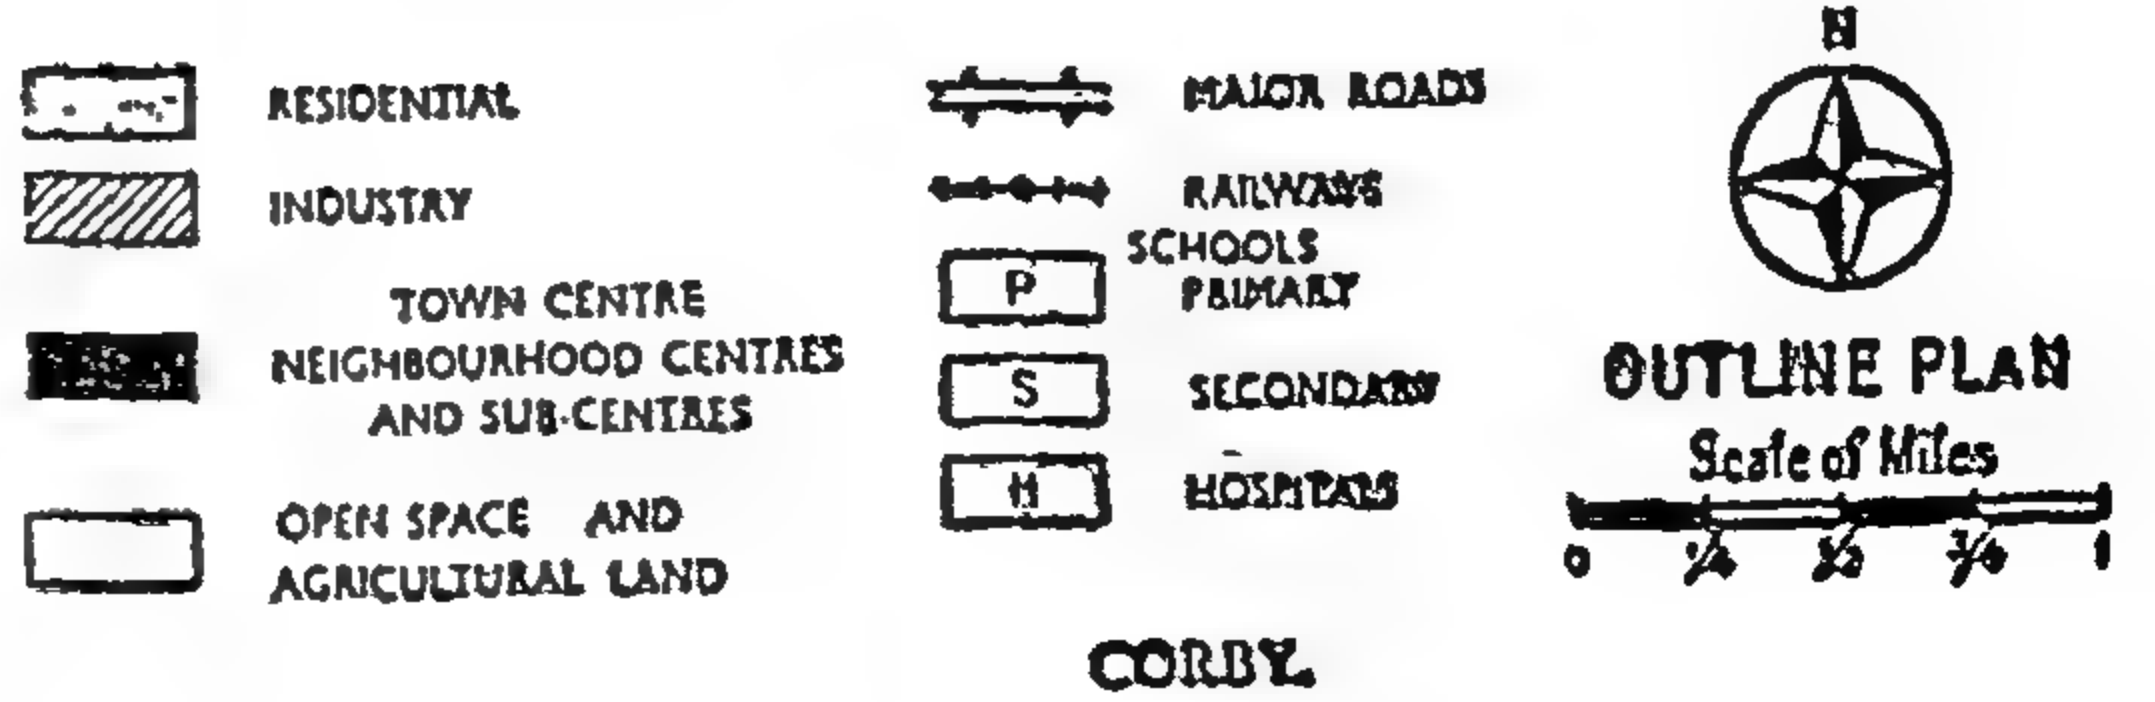 RESIDENTIAL
INDUSTRY
TOWN CENTRE
NEIGHBOURHOOD CENTRES
AND SUB-CENTRES
OPEN SPACE AND
AGRICULTURAL LAND
MAJOR ROADS
RAILWAYS
SCHOOLS
P PRIMARY
S SECONDARY
H HOSPITALS
N
OUTLINE PLAN
Scale of Miles
0 1/4 1/2 3/4 1
CORBY.